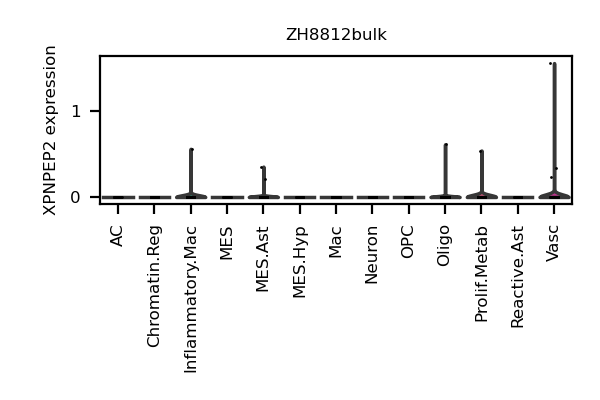 ZH8812bulk
XPNPEP2 expression
1
0
AC
Chromatin.Reg
Inflammatory.Mac
MES
MES.Ast
MES.Hyp
Mac
Neuron
OPC
Oligo
Prolif.Metab
Reactive.Ast
Vasc